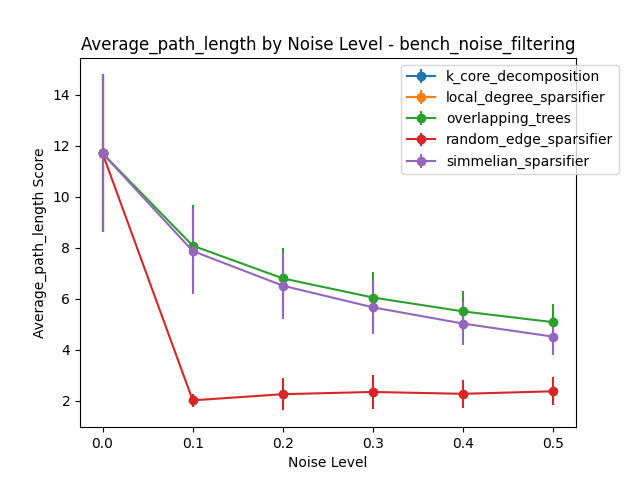 Average_path_length by Noise Level - bench_noise_filtering
k_core_decomposition
local_degree_sparsifier
overlapping_trees
random_edge_sparsifier
simmelian_sparsifier
Average_path_length Score
14
12
10
8
6
4
2
0.0 0.1 0.2 0.3 0.4 0.5
Noise Level